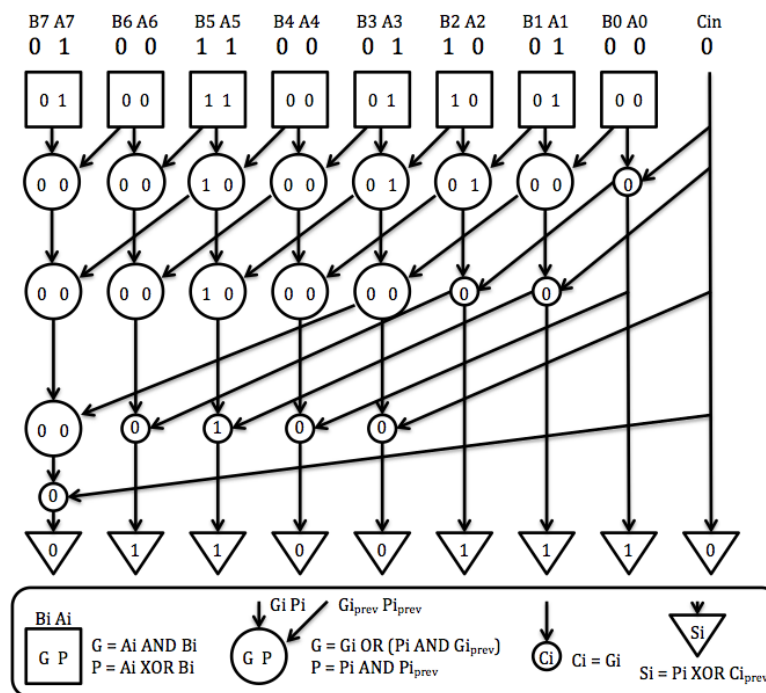 B7 A7 B6 A6 B5 A5 B4 A4 B3 A3 B2 A2 B1 A1 B0 A0 Cin
0 1 0 0 1 1 0 0 0 1 1 0 0 1 0 0 0
0 1 0 0 1 1 0 0 0 1 1 0 0 1 0 0
0 0 0 0 1 0 0 0 0 1 0 1 0 0 0
0 0 0 0 1 0 0 0 0 0 0 0
0 0 0 1 0 0
0
0 1 1 0 0 1 1 1 0
Bi Ai
G P
G = Ai AND Bi
P = Ai XOR Bi
Gi Pi Giprev Piprev
G P
G = Gi OR (Pi AND Giprev)
P = Pi AND Piprev
Ci
Ci = Gi
Si
Si = Pi XOR Ciprev